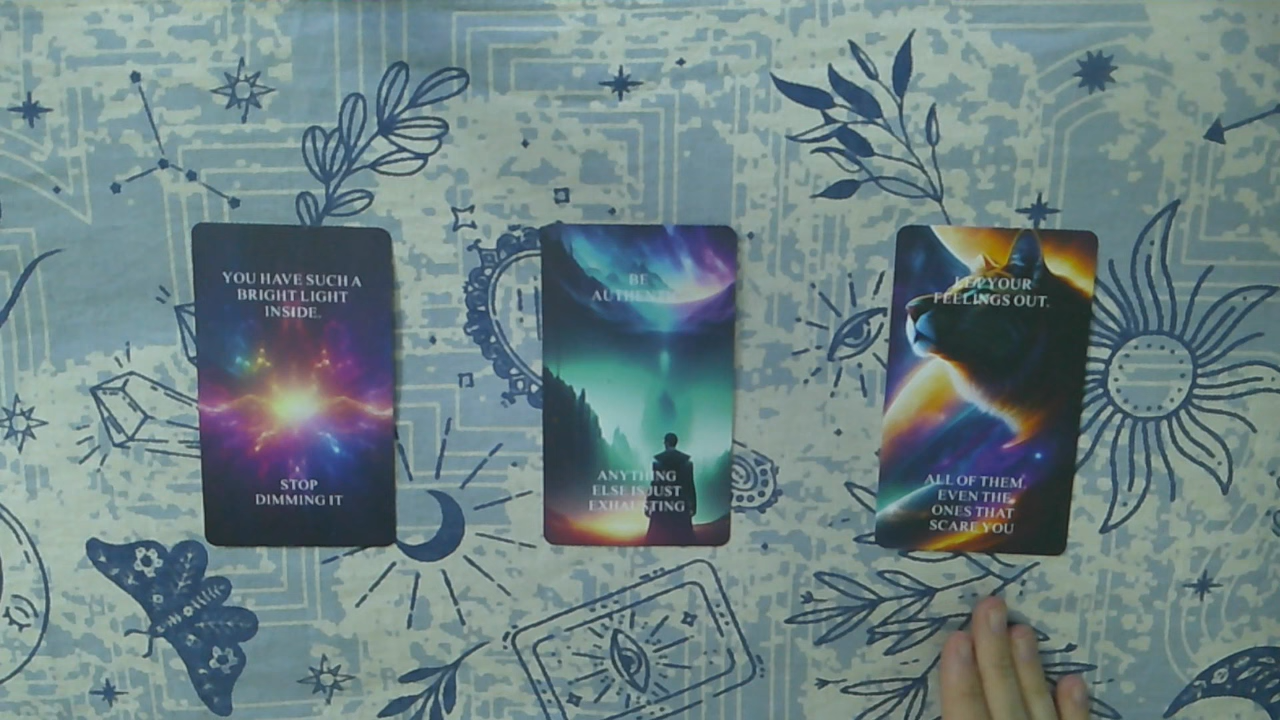 YOU HAVE SUCH A
BRIGHT LIGHT
INSIDE.
STOP
DIMMING IT
BE
AUTHENTIC
ANYTHING
ELSE IS JUST
EXHAUSTING
LET YOUR
FEELINGS OUT.
ALL OF THEM,
EVEN THE
ONES THAT
SCARE YOU